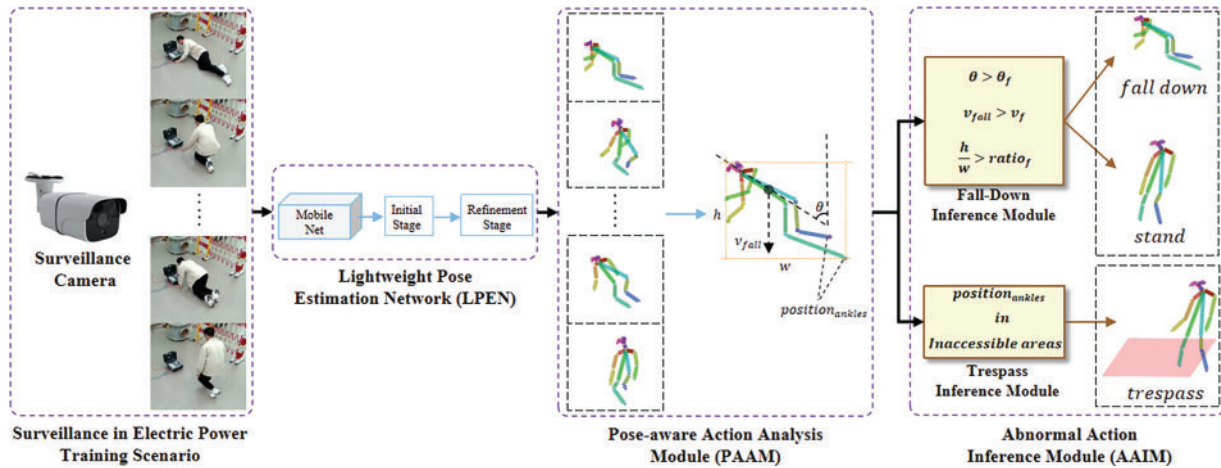 Surveillance
Camera
Surveillance in Electric Power
Training Scenario
Mobile
Net
Initial
Stage
Refinement
Stage
Lightweight Pose
Estimation Network (LPEN)
θ
h
v_fall
w
position_ankles
Pose-aware Action Analysis
Module (PAAM)
θ > θ_f
v_fall > v_f
h/w > ratio_f
Fall-Down
Inference Module
fall down
stand
position_ankles
in
Inaccessible areas
Trespass
Inference Module
trespass
Abnormal Action
Inference Module (AAIM)